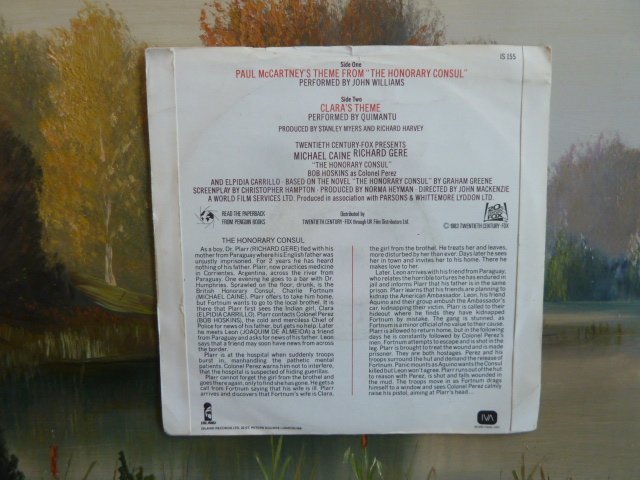 IS 155
Side One
PAUL McCARTNEY'S THEME FROM "THE HONORARY CONSUL"
PERFORMED BY JOHN WILLIAMS
Side Two
CLARA'S THEME
PERFORMED BY QUIMANTU
PRODUCED BY STANLEY MYERS AND RICHARD HARVEY
TWENTIETH CENTURY-FOX PRESENTS
MICHAEL CAINE RICHARD GERE
"THE HONORARY CONSUL"
BOB HOSKINS as Colonel Perez
AND ELPIDIA CARRILLO · BASED ON THE NOVEL "THE HONORARY CONSUL" BY GRAHAM GREENE
SCREENPLAY BY CHRISTOPHER HAMPTON · PRODUCED BY NORMA HEYMAN · DIRECTED BY JOHN MACKENZIE
A WORLD FILM SERVICES LTD. Produced in association with PARSONS & WHITTEMORE LYDDON LTD.
READ THE PAPERBACK
FROM PENGUIN BOOKS
Distributed by
TWENTIETH CENTURY-FOX through UK Film Distributors Ltd.
© 1983 TWENTIETH CENTURY-FOX
THE HONORARY CONSUL
As a boy, Dr. Plarr (RICHARD GERE) fled with his
mother from Paraguay where his English father was
unjustly imprisoned. For 2 years he has heard
nothing of his father. Plarr, now practices medicine
in Corrientes, Argentina, across the river from
Paraguay. One evening he goes to a bar with Dr.
Humphries. Sprawled on the floor, drunk, is the
British Honorary Consul, Charlie Fortnum
(MICHAEL CAINE). Plarr offers to take him home,
but Fortnum wants to go to the local brothel. It is
there that Plarr first sees the Indian girl, Clara
(ELPIDIA CARRILLO). Plarr contacts Colonel Perez
(BOB HOSKINS), the cold and merciless Chief of
Police for news of his father, but gets no help. Later
he meets Leon (JOAQUIM DE ALMEIDA) a friend
from Paraguay and asks for news of his father. Leon
says that a friend may soon have news from across
the border.
Plarr is at the hospital when suddenly troops
burst in, manhandling the pathetic mental
patients. Colonel Perez warns him not to interfere,
that the hospital is suspected of hiding guerillas.
Plarr cannot forget the girl from the brothel and
goes there again, only to find she has gone. He gets a
call from Fortnum saying that his wife is ill. Plarr
arrives and discovers that Fortnum's wife is Clara,
the girl from the brothel. He treats her and leaves,
more disturbed by her than ever. Days later he sees
her in town and invites her to his home. There he
makes love to her.
Later, Leon arrives with his friend from Paraguay,
who relates the horrible tortures he has endured in
jail and informs Plarr that his father is in the same
prison. Plarr learns that his friends are planning to
kidnap the American Ambassador. Leon, his friend
Aquino and their group ambush the Ambassador's
car, kidnapping their victim. Plarr is called to their
hideout where he finds they have kidnapped
Fortnum by mistake. The gang is stunned, as
Fortnum is a minor official of no value to their cause.
Plarr is allowed to return home, but in the following
days he is constantly followed by Colonel Perez's
men. Fortnum attempts to escape and is shot in the
leg. Plarr is brought to treat the wound and is made
prisoner. They are both hostages. Perez and his
troops surround the hut and demand the release of
Fortnum. Panic mounts as Aquino wants the Consul
killed but Leon won't agree. Plarr runs out of the hut
to reason with Perez, is shot and falls wounded in
the mud. The troops move in as Fortnum drags
himself to a window and sees Colonel Perez calmly
raise his pistol, aiming at Plarr's head ...
ISLAND
IVA